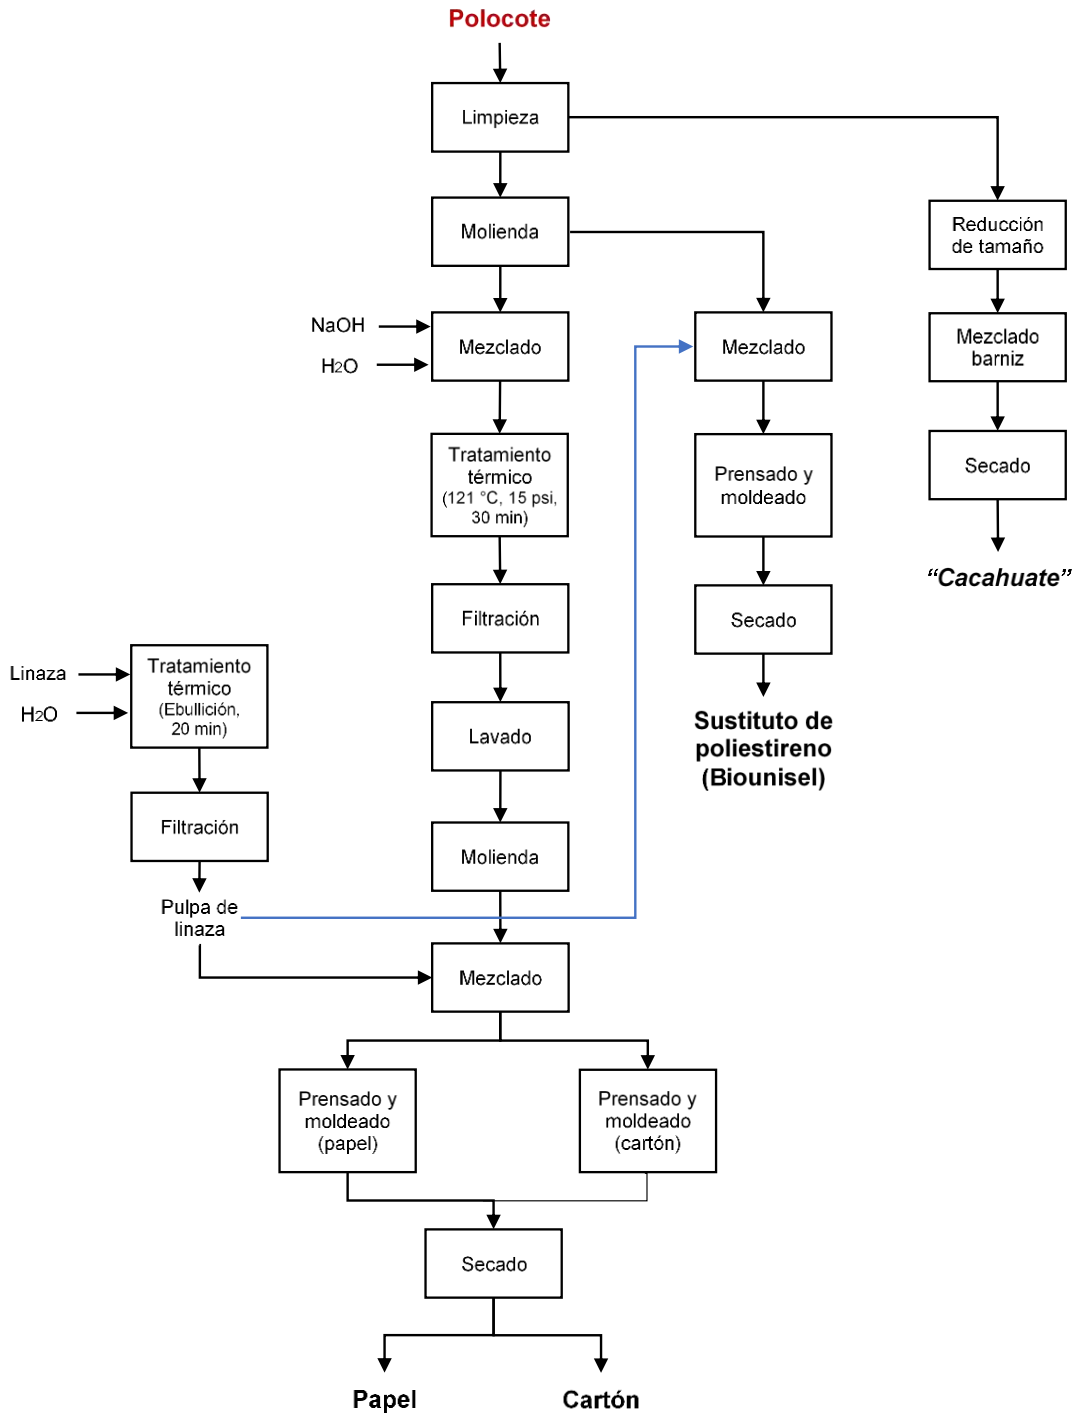 Polocote
Limpieza
Molienda
Reducción
de tamaño
NaOH
H2O
Mezclado
Mezclado
Mezclado
barniz
Tratamiento
térmico
(121 °C, 15 psi,
30 min)
Prensado y
moldeado
Secado
“Cacahuate”
Filtración
Secado
Linaza
H2O
Tratamiento
térmico
(Ebullición,
20 min)
Lavado
Sustituto de
poliestireno
(Biounisel)
Filtración
Molienda
Pulpa de
linaza
Mezclado
Prensado y
moldeado
(papel)
Prensado y
moldeado
(cartón)
Secado
Papel
Cartón